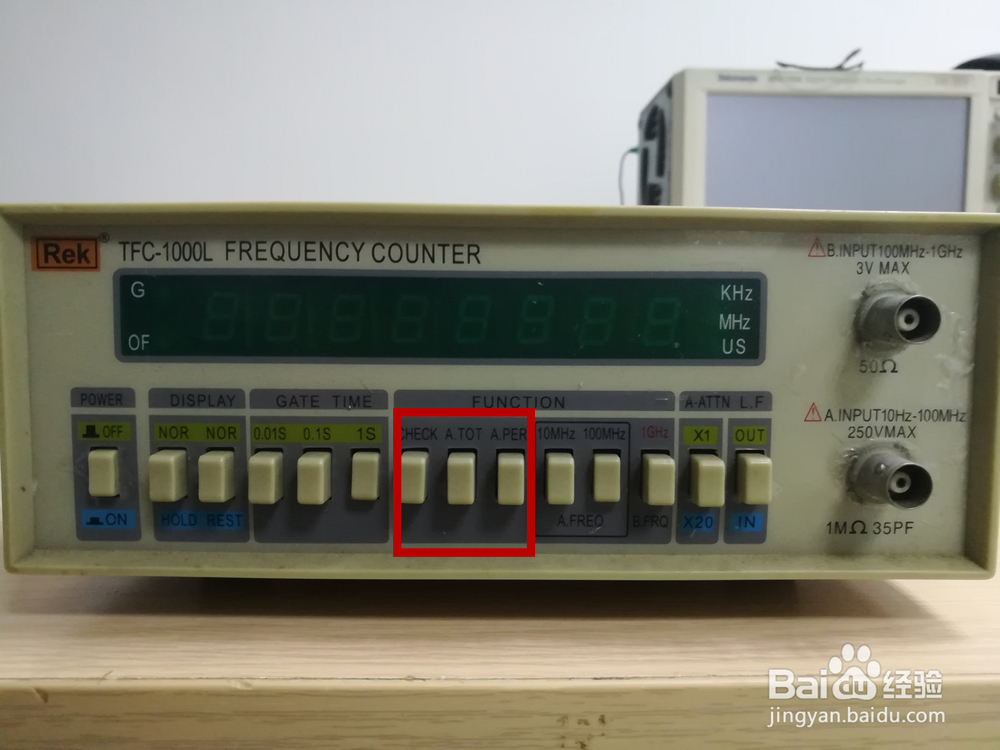 Rek® TFC-1000L FREQUENCY COUNTER
G
OF
KHz
MHz
US
⚠B.INPUT100MHz-1GHz
3V MAX
50Ω
⚠A.INPUT10Hz-100MHz
250VMAX
1MΩ 35PF
POWER DISPLAY GATE TIME FUNCTION A-ATTN L.F
OFF NOR NOR 0.01S 0.1S 1S CHECK A.TOT A.PER 10MHz 100MHz 1GHz X1 OUT
ON HOLD REST A.FREQ B.FRQ X20 IN
Baidu经验
jingyan.baidu.com